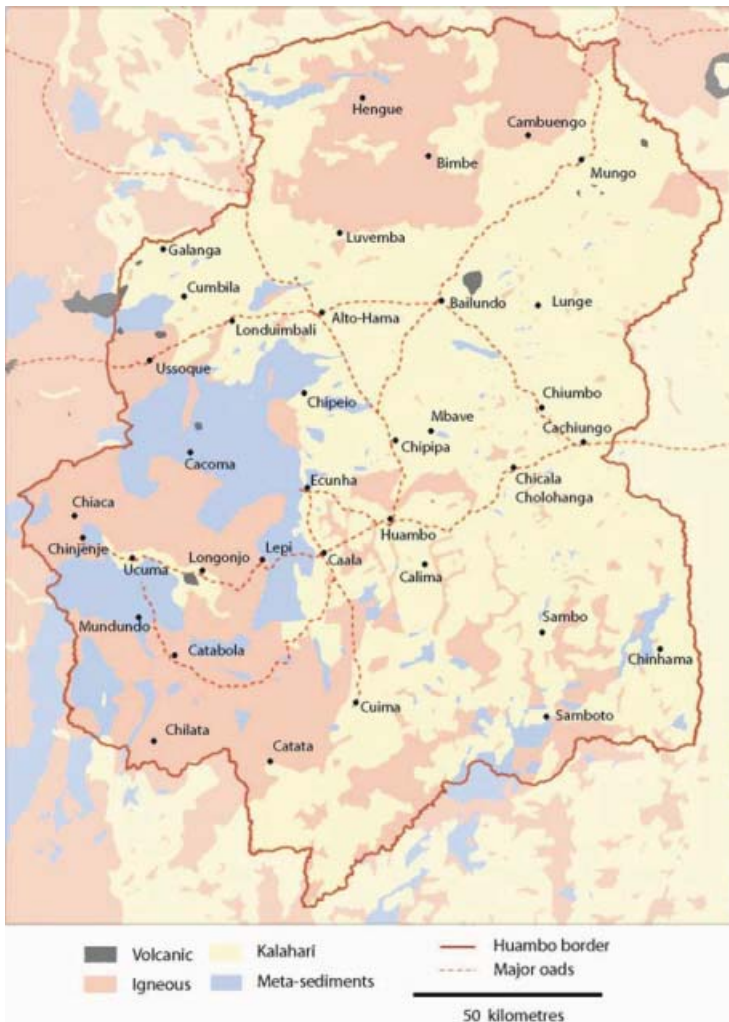 Hengue
Cambuengo
Bimbe
Mungo
Luvemba
Galanga
Cumbila
Bailundo
Lunge
Alto-Hama
Londuimbali
Ussoque
Chipeio
Chiumbo
Mbave
Cachiungo
Chipipa
Cacoma
Chicala
Cholohanga
Ecunha
Chiaca
Huambo
Chinjenje
Lepi
Caala
Ucuma
Longonjo
Calima
Mundundo
Sambo
Catabola
Chinhama
Cuima
Samboto
Chilata
Catata
Volcanic
Kalahari
Huambo border
Igneous
Meta-sediments
Major oads
50 kilometres